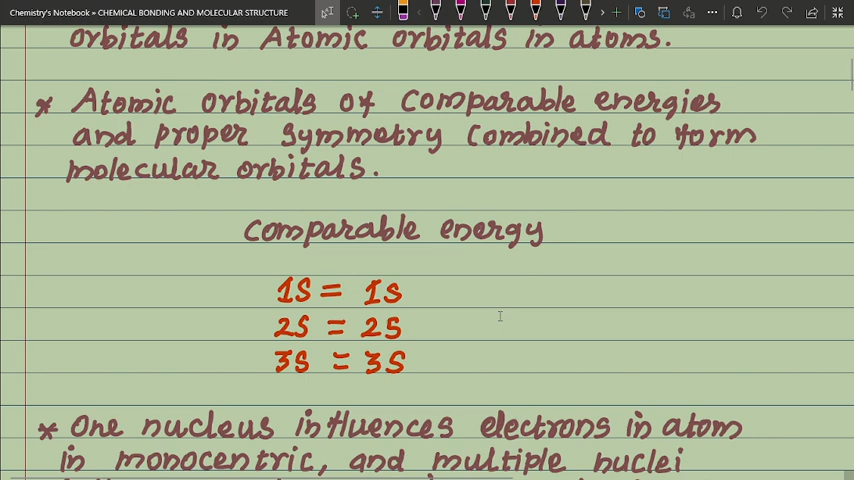 Chemistry's Notebook » CHEMICAL BONDING AND MOLECULAR STRUCTURE
orbitals in Atomic orbitals in atoms.
* Atomic orbitals of comparable energies
and proper symmetry combined to form
molecular orbitals.
comparable energy
1S = 1S
2S = 2S
3S = 3S
* One nucleus influences electrons in atom
in monocentric, and multiple nuclei